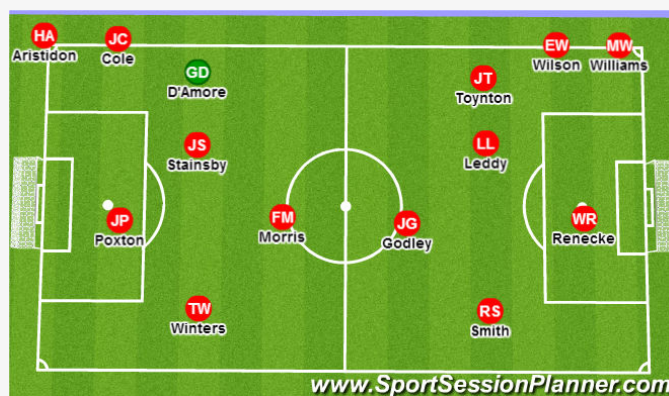 HA
Aristidon
JC
Cole
EW
Wilson
MW
Williams
GD
D'Amore
JT
Toynton
JS
Stainsby
LL
Leddy
JP
Poxton
FM
Morris
JG
Godley
WR
Renecke
TW
Winters
RS
Smith
www.SportSessionPlanner.com